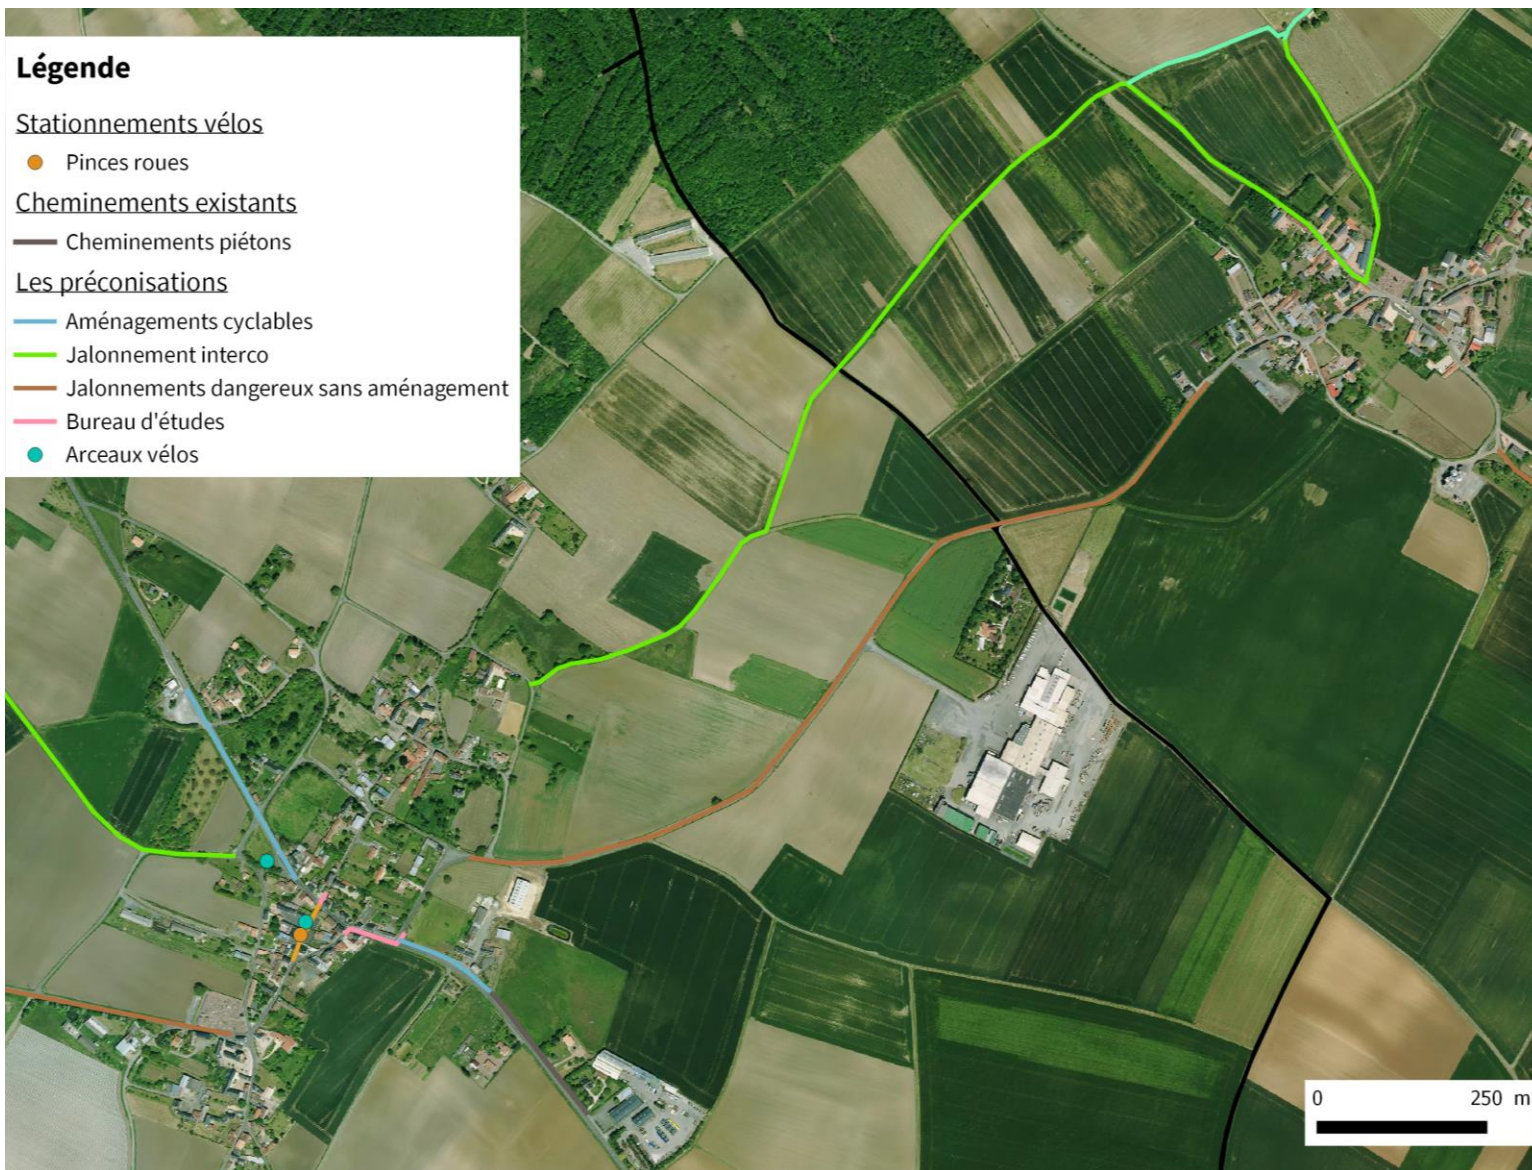 Légende
Stationnements vélos
Pinces roues
Cheminements existants
Cheminements piétons
Les préconisations
Aménagements cyclables
Jalonnement interco
Jalonnements dangereux sans aménagement
Bureau d'études
Arceaux vélos
0 250 m